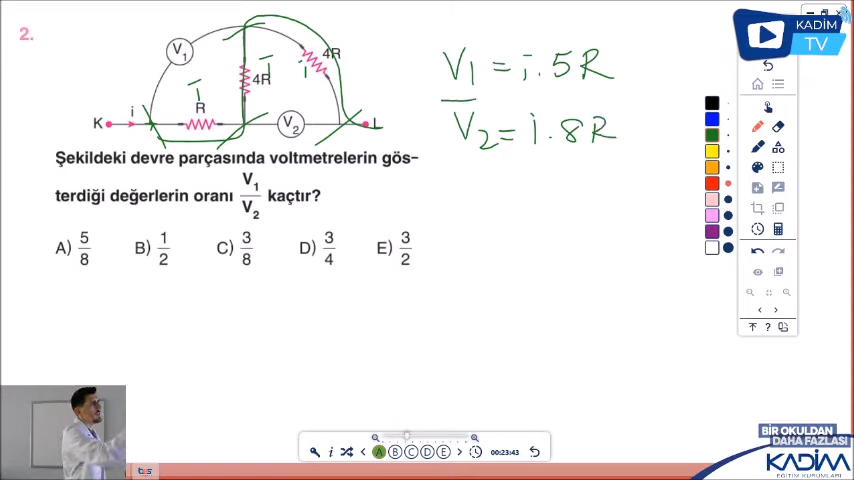 2.
V1
4R
4R
i
i
i
R
K
i
V2
L
V1 = i.5R
V2 = i.8R
Şekildeki devre parçasında voltmetrelerin gös–
terdiği değerlerin oranı V1/V2 kaçtır?
A) 5/8 B) 1/2 C) 3/8 D) 3/4 E) 3/2
KADİM
TV
A B C D E 00:23:43
BİR OKULDAN
DAHA FAZLASI
KADİM
EĞİTİM KURUMLARI